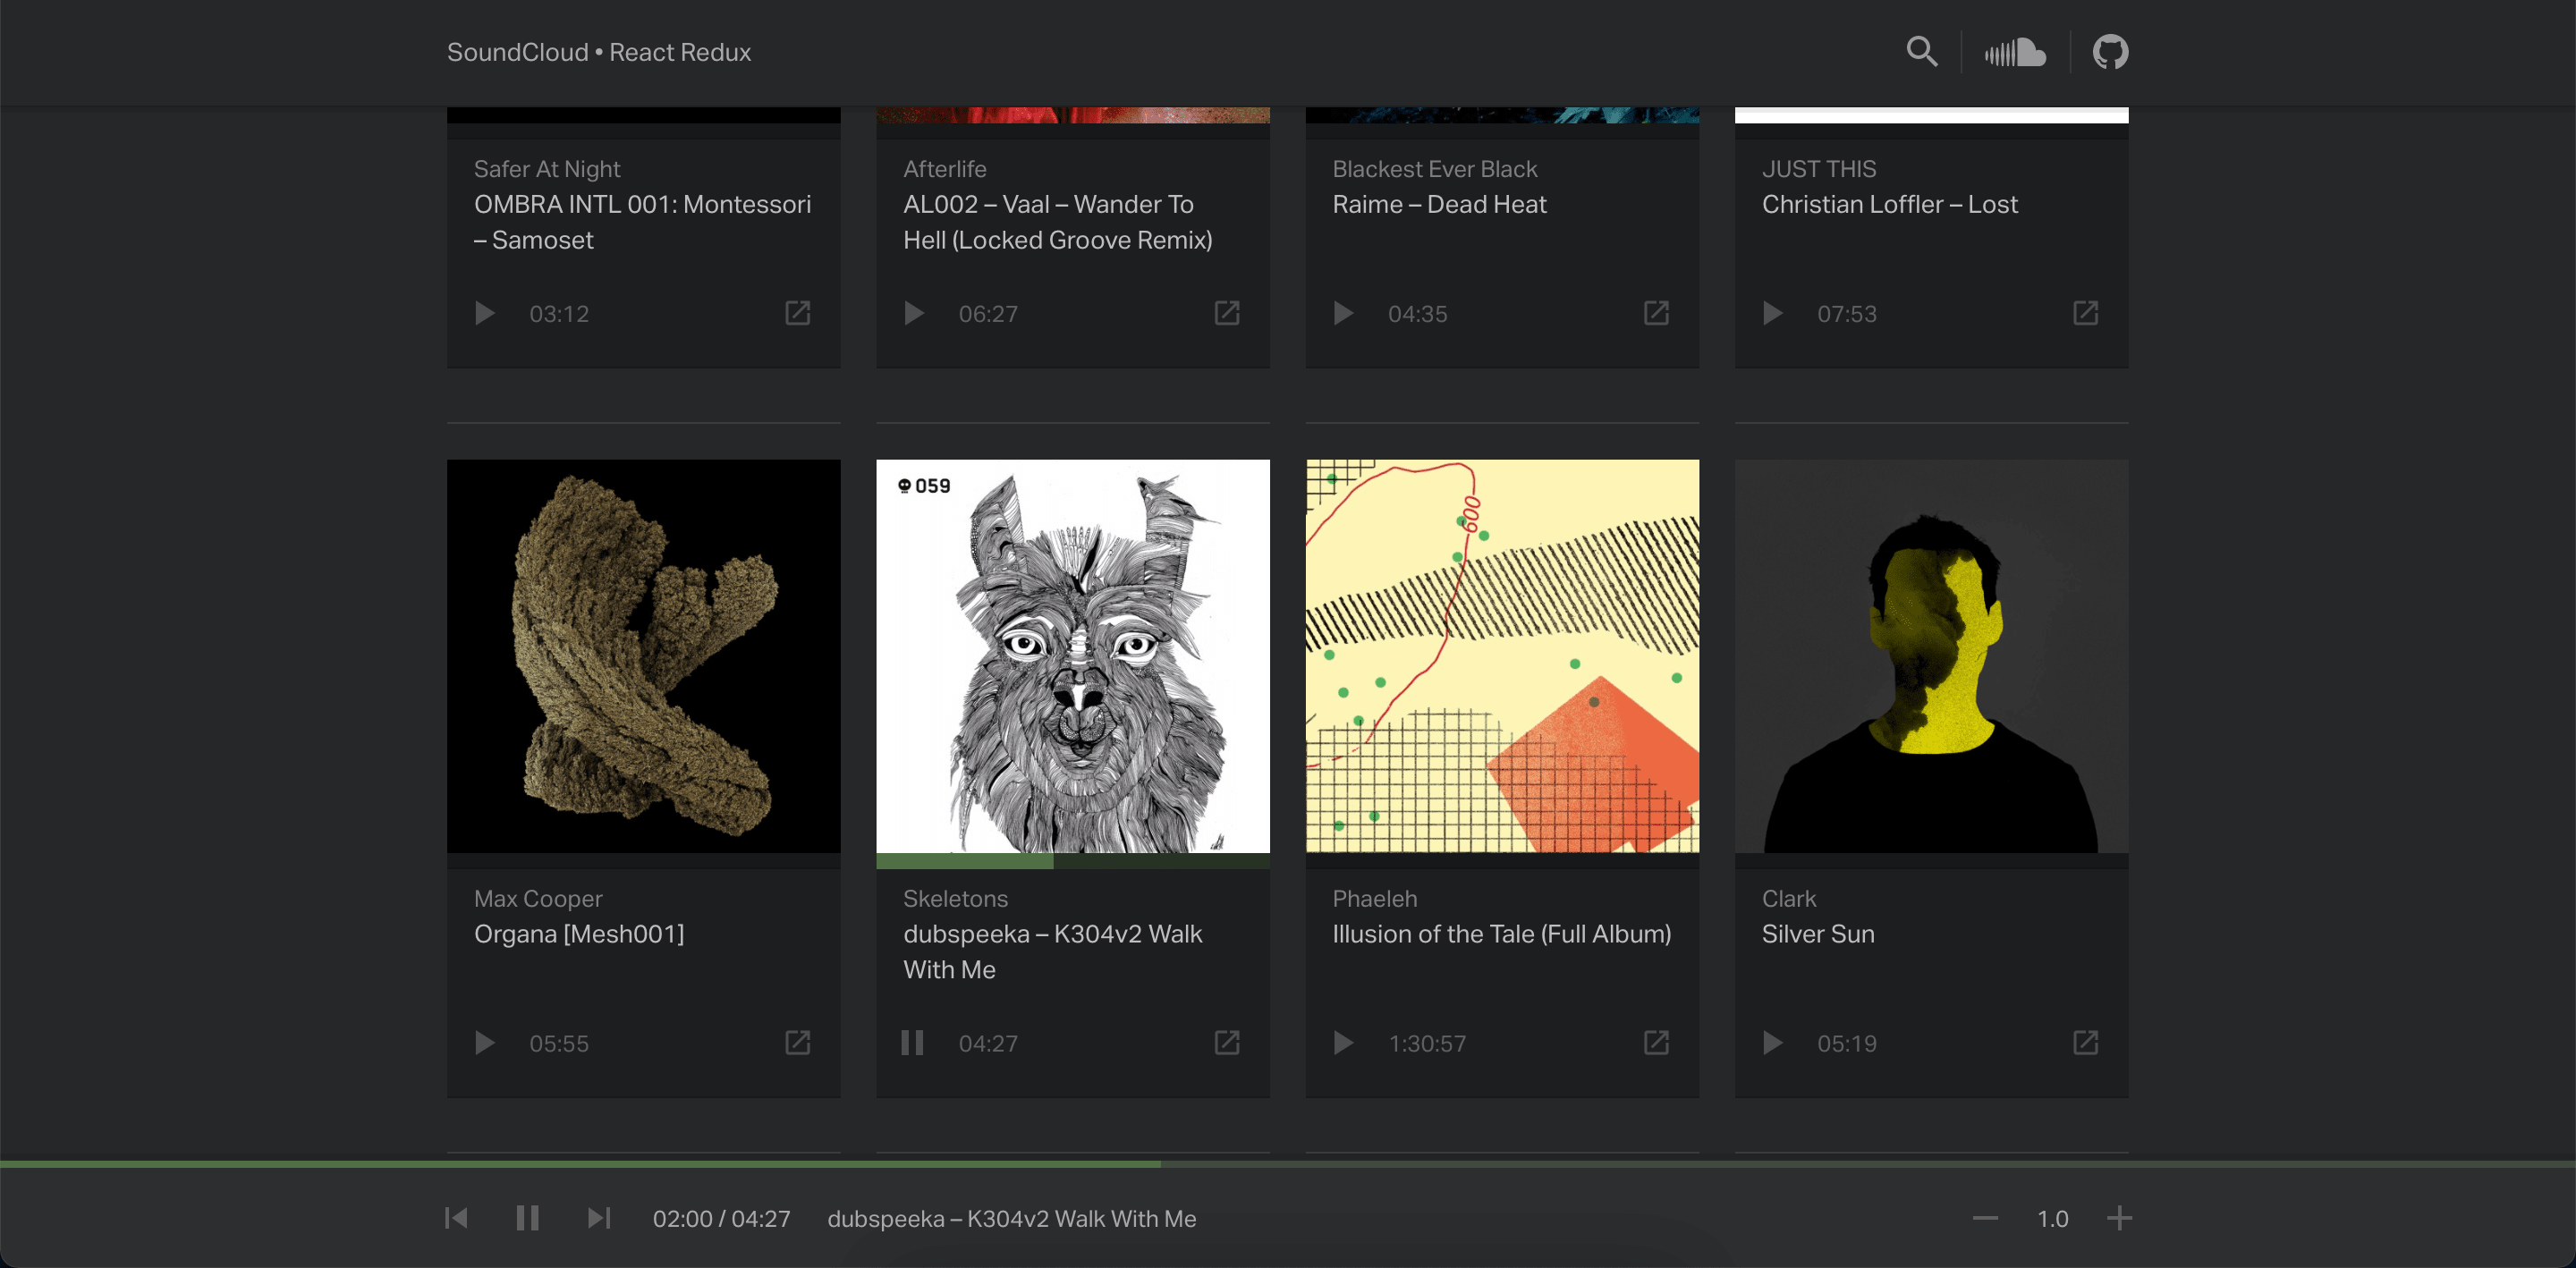 SoundCloud • React Redux
Safer At Night
OMBRA INTL 001: Montessori
– Samoset
03:12
Afterlife
AL002 – Vaal – Wander To
Hell (Locked Groove Remix)
06:27
Blackest Ever Black
Raime – Dead Heat
04:35
JUST THIS
Christian Loffler – Lost
07:53
Max Cooper
Organa [Mesh001]
05:55
059
Skeletons
dubspeeka – K304v2 Walk
With Me
04:27
600
Phaeleh
Illusion of the Tale (Full Album)
1:30:57
Clark
Silver Sun
05:19
02:00 / 04:27
dubspeeka – K304v2 Walk With Me
1.0